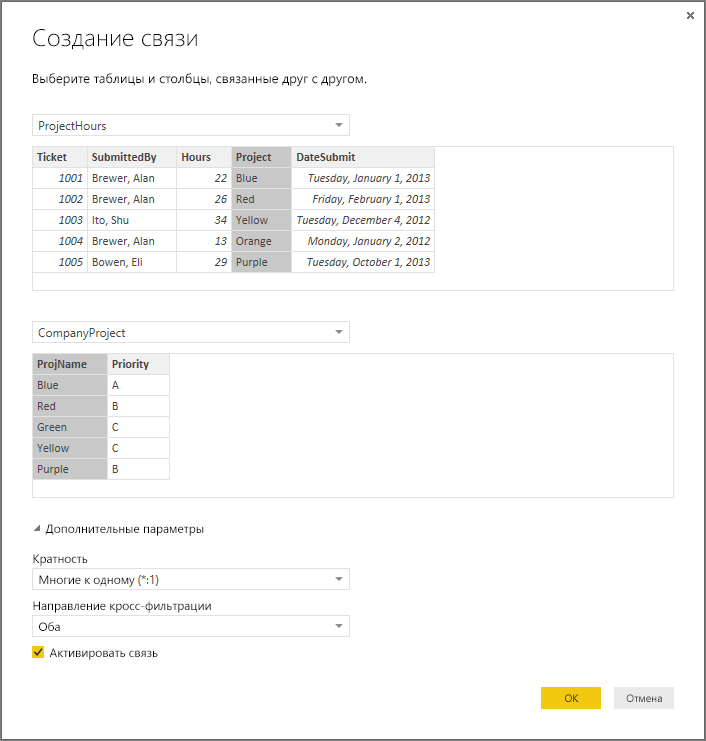 Создание связи
Выберите таблицы и столбцы, связанные друг с другом.
ProjectHours
Ticket SubmittedBy Hours Project DateSubmit
1001 Brewer, Alan 22 Blue Tuesday, January 1, 2013
1002 Brewer, Alan 26 Red Friday, February 1, 2013
1003 Ito, Shu 34 Yellow Tuesday, December 4, 2012
1004 Brewer, Alan 13 Orange Monday, January 2, 2012
1005 Bowen, Eli 29 Purple Tuesday, October 1, 2013
CompanyProject
ProjName Priority
Blue A
Red B
Green C
Yellow C
Purple B
Дополнительные параметры
Кратность
Многие к одному (*:1)
Направление кросс-фильтрации
Оба
Активировать связь
ОК Отмена